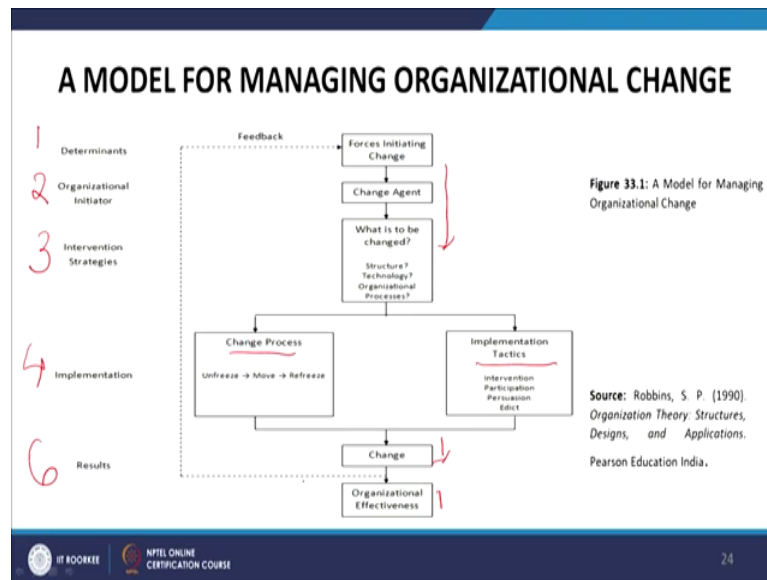 A MODEL FOR MANAGING ORGANIZATIONAL CHANGE
1
Determinants
2
Organizational
Initiator
3
Intervention
Strategies
4
Implementation
6
Results
Feedback
Forces Initiating
Change
Change Agent
What is to be
changed?
Structure?
Technology?
Organizational
Processes?
Change Process
Unfreeze → Move → Refreeze
Implementation
Tactics
Intervention
Participation
Persuasion
Edict
Change
Organizational
Effectiveness
Figure 33.1: A Model for Managing
Organizational Change
Source: Robbins, S. P. (1990).
Organization Theory: Structures,
Designs, and Applications.
Pearson Education India.
IIT ROORKEE
NPTEL ONLINE
CERTIFICATION COURSE
24